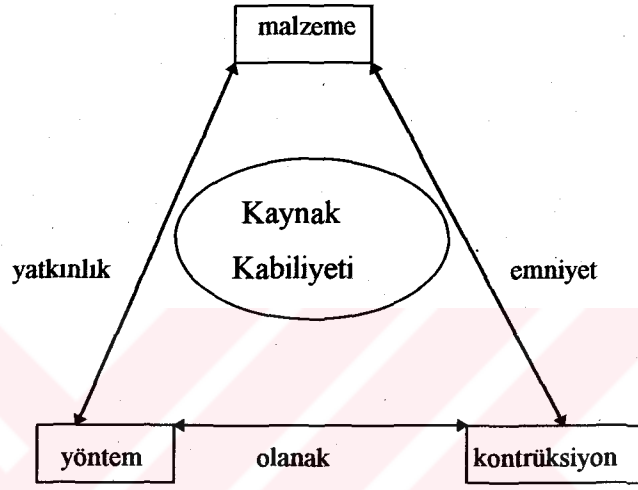 malzeme
Kaynak
Kabiliyeti
yatkınlık
emniyet
yöntem
olanak
kontrüksiyon